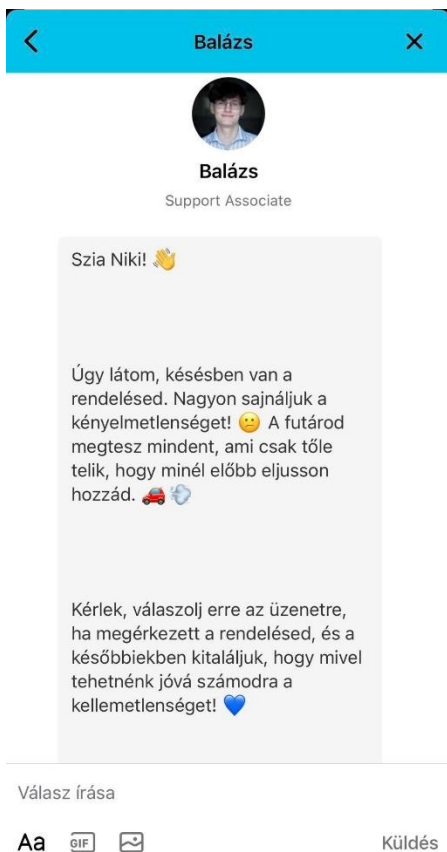 Balázs
Balázs
Support Associate
Szia Niki! 👋
Úgy látom, késésben van a
rendelésed. Nagyon sajnáljuk a
kényelmetlenséget! 😕 A futárod
megtesz mindent, ami csak tőle
telik, hogy minél előbb eljusson
hozzád. 🚗💨
Kérlek, válaszolj erre az üzenetre,
ha megérkezett a rendelésed, és a
későbbiekben kitaláljuk, hogy mivel
tehetnénk jóvá számodra a
kellemetlenséget! 💙
Válasz írása
Aa GIF Küldés